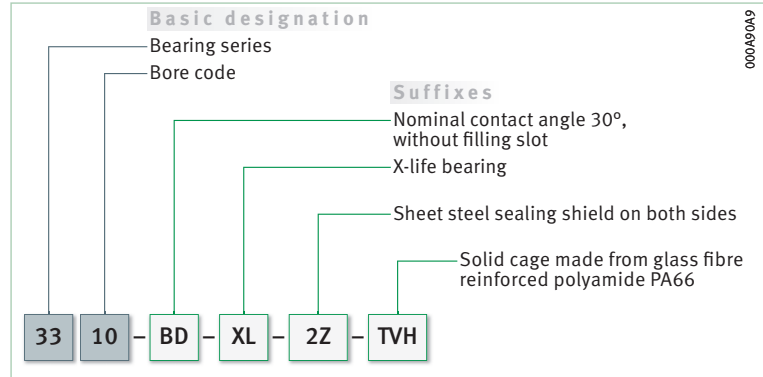 Basic designation
Bearing series
Bore code
Suffixes
Nominal contact angle 30°,
without filling slot
X-life bearing
Sheet steel sealing shield on both sides
Solid cage made from glass fibre
reinforced polyamide PA66
33 10 – BD – XL – 2Z – TVH
000A90A9